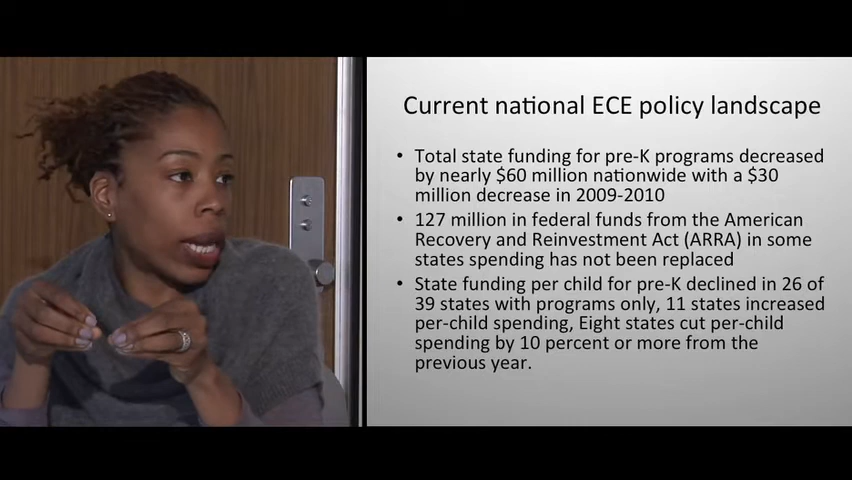 Current national ECE policy landscape
• Total state funding for pre-K programs decreased
by nearly $60 million nationwide with a $30
million decrease in 2009-2010
• 127 million in federal funds from the American
Recovery and Reinvestment Act (ARRA) in some
states spending has not been replaced
• State funding per child for pre-K declined in 26 of
39 states with programs only, 11 states increased
per-child spending, Eight states cut per-child
spending by 10 percent or more from the
previous year.